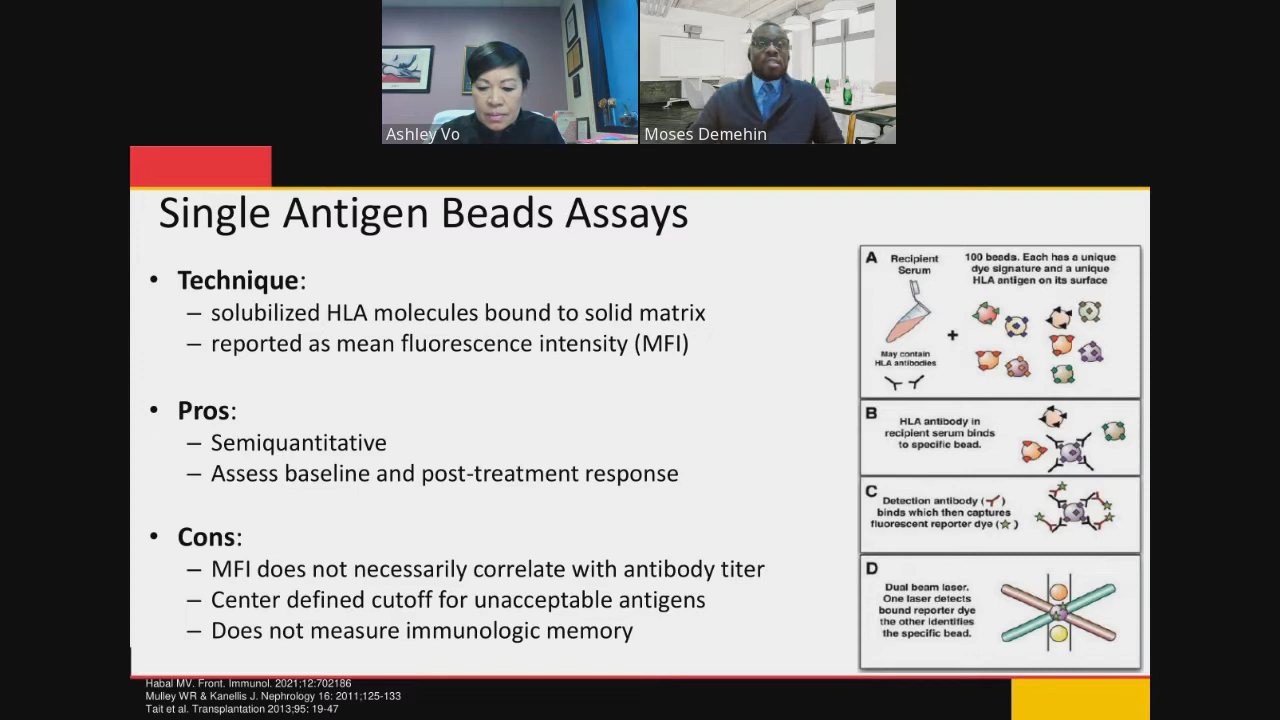 Ashley Vo
Moses Demehin
Single Antigen Beads Assays
• Technique:
– solubilized HLA molecules bound to solid matrix
– reported as mean fluorescence intensity (MFI)
• Pros:
– Semiquantitative
– Assess baseline and post-treatment response
• Cons:
– MFI does not necessarily correlate with antibody titer
– Center defined cutoff for unacceptable antigens
– Does not measure immunologic memory
A
Recipient
Serum
100 beads. Each has a unique
dye signature and a unique
HLA antigen on its surface
+
May contain
HLA antibodies
B
HLA antibody in
recipient serum binds
to specific bead.
C
Detection antibody ( )
binds which then captures
fluorescent reporter dye ( )
D
Dual beam laser.
One laser detects
bound reporter dye
the other identifies
the specific bead.
Habal MV. Front. Immunol. 2021;12:702186
Mulley WR & Kanellis J. Nephrology 16: 2011;125-133
Tait et al. Transplantation 2013;95: 19-47